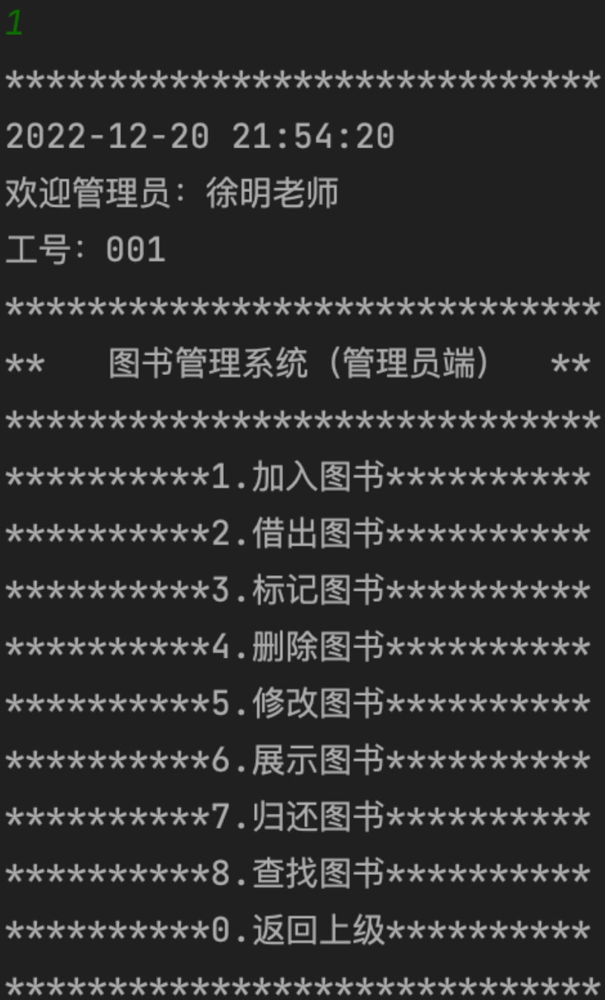 1
*****************************
2022-12-20 21:54:20
欢迎管理员：徐明老师
工号：001
*****************************
**   图书管理系统（管理员端）   **
*****************************
**********1.加入图书**********
**********2.借出图书**********
**********3.标记图书**********
**********4.删除图书**********
**********5.修改图书**********
**********6.展示图书**********
**********7.归还图书**********
**********8.查找图书**********
**********0.返回上级**********
*****************************